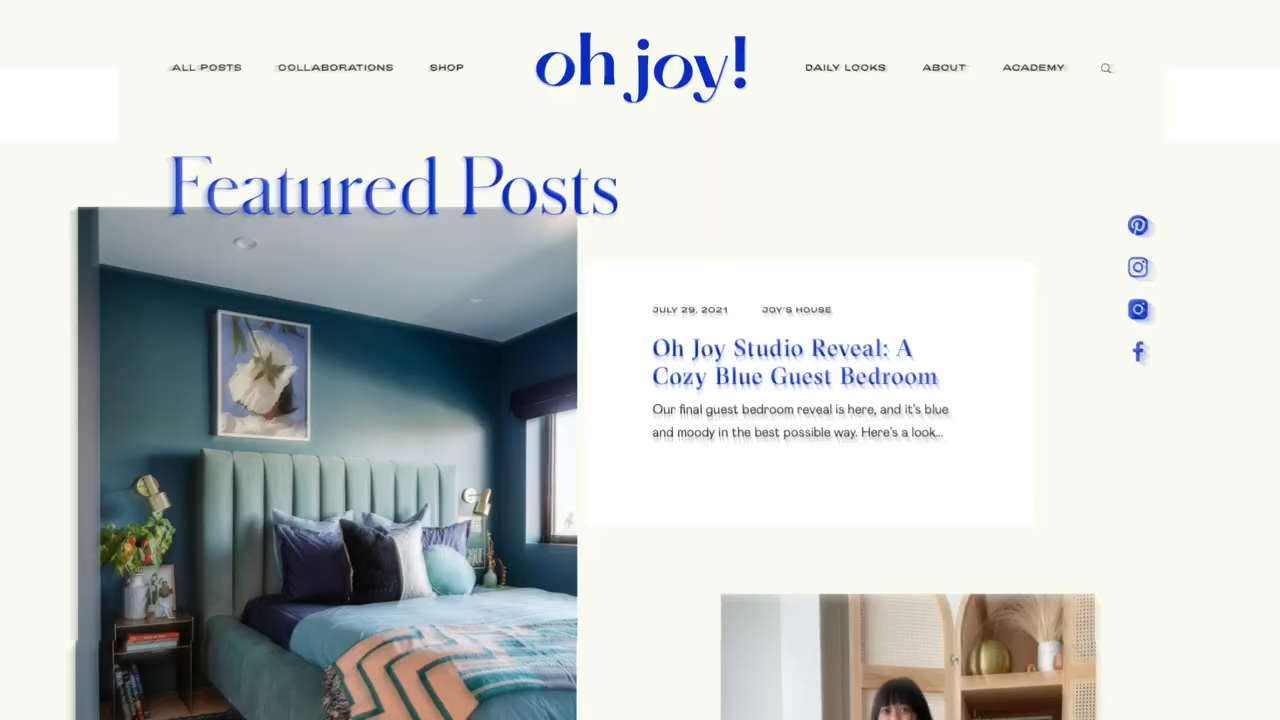 ALL POSTS
COLLABORATIONS
SHOP
oh joy!
DAILY LOOKS
ABOUT
ACADEMY
Featured Posts
JULY 29, 2021
JOY'S HOUSE
Oh Joy Studio Reveal: A
Cozy Blue Guest Bedroom
Our final guest bedroom reveal is here, and it's blue
and moody in the best possible way. Here's a look...